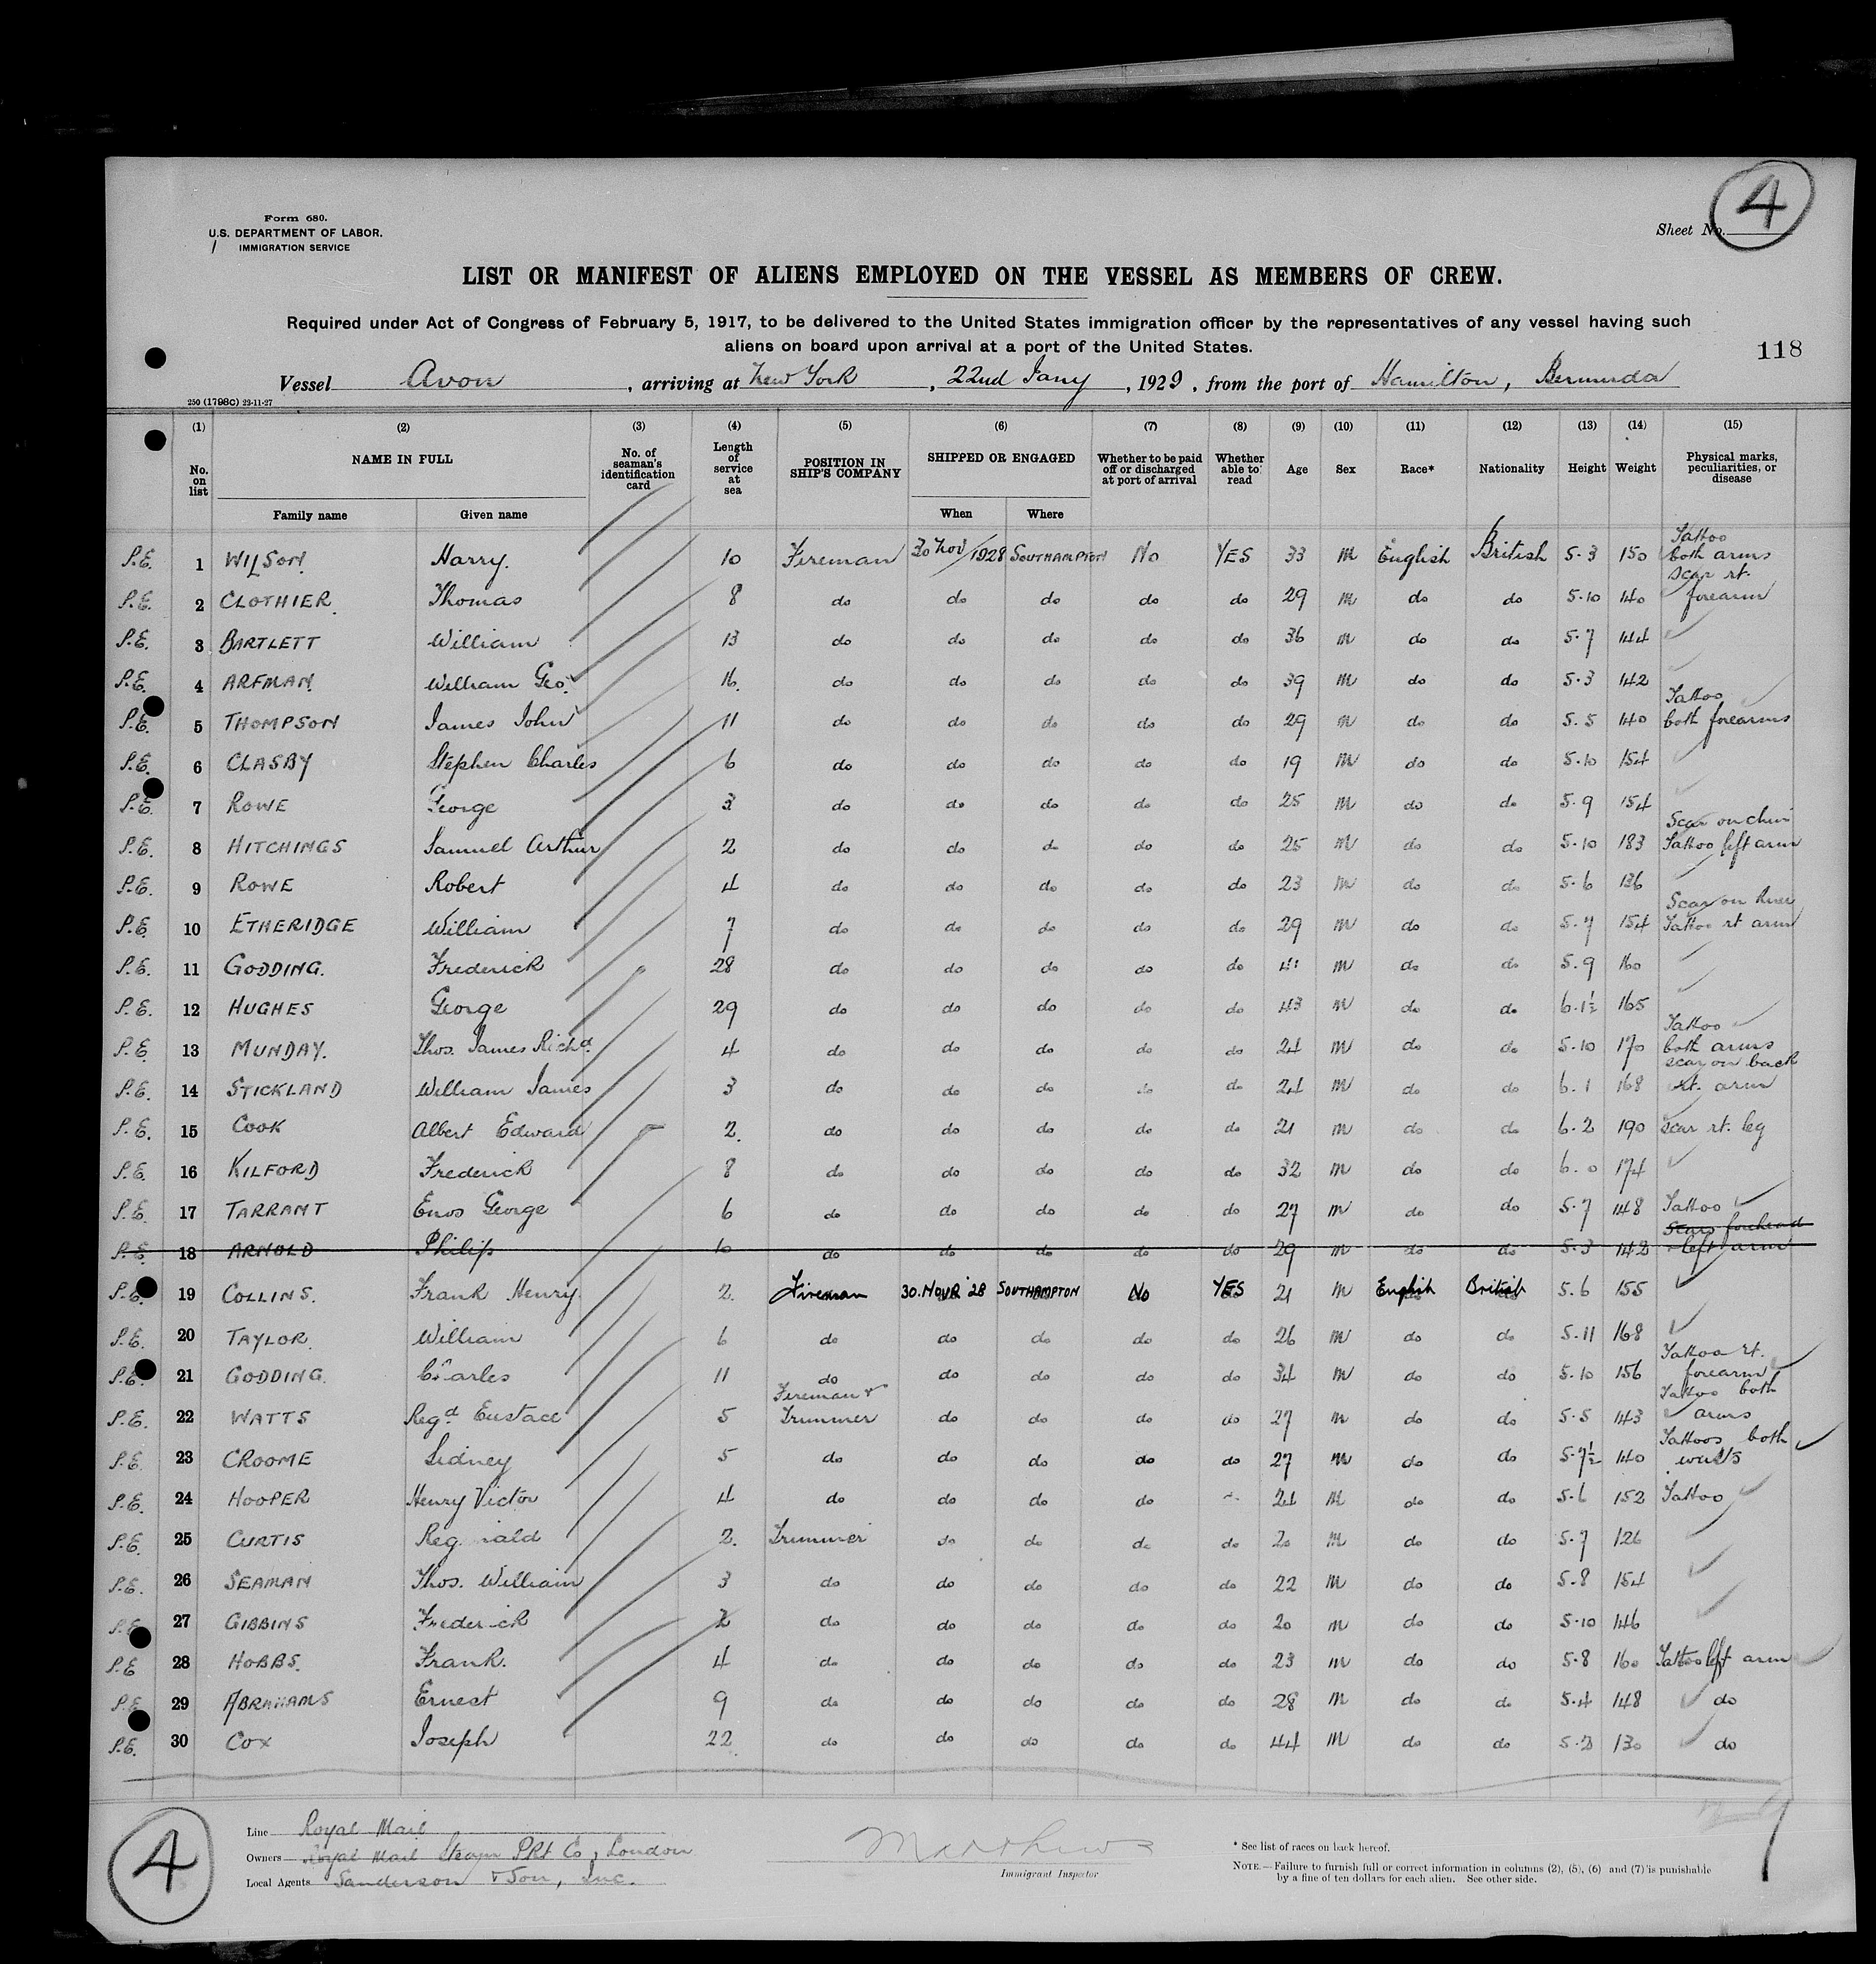 4
Form 680.
U.S. DEPARTMENT OF LABOR.
IMMIGRATION SERVICE
Sheet No.
LIST OR MANIFEST OF ALIENS EMPLOYED ON THE VESSEL AS MEMBERS OF CREW.
Required under Act of Congress of February 5, 1917, to be delivered to the United States immigration officer by the representatives of any vessel having such
aliens on board upon arrival at a port of the United States.
118
Vessel Avon, arriving at New York, 22nd Jany, 1929, from the port of Hamilton, Bermuda
250 (1798c) 22-11-27
(1) (2) (3) (4) (5) (6) (7) (8) (9) (10) (11) (12) (13) (14) (15)
No. on list NAME IN FULL No. of seaman's identification card Length of service at sea POSITION IN SHIP'S COMPANY SHIPPED OR ENGAGED Whether to be paid off or discharged at port of arrival Whether able to read Age Sex Race* Nationality Height Weight Physical marks, peculiarities, or disease
Family name Given name When Where
P.E. 1 WILSON Harry. 10 Fireman 30 Nov/1928 SOUTHAMPTON No YES 33 M English British 5.3 150 Tattoo both arms
P.E. 2 CLOTHIER. Thomas 8 do do do do do 29 M do do 5.10 140 Scar rt. forearm
P.E. 3 BARTLETT William 13 do do do do do 36 M do do 5.7 144
P.E. 4 ARFMAN. William Geo. 16. do do do do do 39 M do do 5.3 142
P.E. 5 THOMPSON James John 11 do do do do do 29 M do do 5.5 140 Tattoo both forearms
P.E. 6 CLASBY Stephen Charles 6 do do do do do 19 M do do 5.10 154
P.E. 7 ROWE George 3 do do do do do 25 M do do 5.9 154
P.E. 8 HITCHINGS Samuel Arthur 2 do do do do do 25 M do do 5.10 183 Scar on chin Tattoo left arm
P.E. 9 ROWE Robert 4 do do do do do 23 M do do 5.6 136
P.E. 10 ETHERIDGE William 7 do do do do do 29 M do do 5.7 154 Scar on knee Tattoo rt arm
P.E. 11 GODDING. Frederick 28 do do do do do 41 M do do 5.9 160
P.E. 12 HUGHES George 29 do do do do do 43 M do do 6.1½ 165
P.E. 13 MUNDAY. Thos. James Richd. 4 do do do do do 24 M do do 5.10 170 Tattoo both arms
P.E. 14 STICKLAND William James 3 do do do do do 24 M do do 6.1 168 scar on back rt. arm
P.E. 15 COOK Albert Edward 2. do do do do do 21 M do do 6.2 190 Scar rt. leg
P.E. 16 KILFORD Frederick 8 do do do do do 32 M do do 6.0 174
P.E. 17 TARRANT Enos George 6 do do do do do 27 M do do 5.7 148 Tattoo
P.E. 18 ARNOLD Philip 10 do do do do do 29 M do do 5.3 142 Scars forehead left arm
P.E. 19 COLLINS. Frank Henry. 2. Fireman 30.NOVR '28 SOUTHAMPTON No YES 21 M English British 5.6 155
P.E. 20 TAYLOR. William 6 do do do do do 26 M do do 5.11 168
P.E. 21 GODDING. Charles 11 do do do do do 34 M do do 5.10 156 Tattoo rt. forearm
P.E. 22 WATTS Regd. Eustace 5 Fireman & Trimmer do do do do 27 M do do 5.5 143 Tattoo both arms
P.E. 23 CROOME Sidney 5 do do do do do 27 M do do 5.7½ 140 Tattoos both
P.E. 24 HOOPER Henry Victor 4 do do do do 24 M do do 5.6 152 Tattoo
P.E. 25 CURTIS Reginald 2. Trimmer do do do do 20 M do do 5.7 126
P.E. 26 SEAMAN Thos. William 3 do do do do do 22 M do do 5.8 154
P.E. 27 GIBBINS Frederick 2 do do do do do 20 M do do 5.10 146
P.E. 28 HOBBS. Frank. 4 do do do do do 23 M do do 5.8 160 Tattoo left arm
P.E. 29 ABRAHAMS Ernest 9 do do do do do 28 M do do 5.4 148 do
P.E. 30 COX Joseph 22 do do do do do 44 M do do 130 do
4
Line Royal Mail
Owners Royal Mail Steam Pkt Co, London
Local Agents Sanderson & Son, Inc.
Matthews
Immigrant Inspector
* See list of races on back hereof.
NOTE.—Failure to furnish full or correct information in columns (2), (5), (6) and (7) is punishable
by a fine of ten dollars for each alien. See other side.